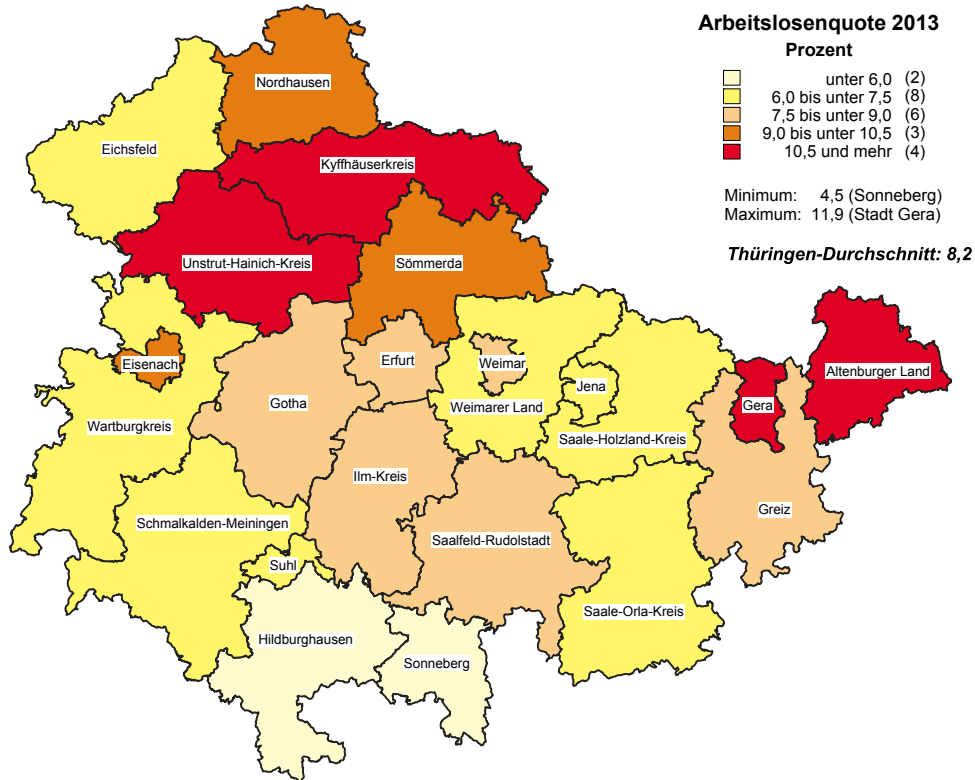 Arbeitslosenquote 2013
Prozent
unter 6,0 (2)
6,0 bis unter 7,5 (8)
7,5 bis unter 9,0 (6)
9,0 bis unter 10,5 (3)
10,5 und mehr (4)
Minimum: 4,5 (Sonneberg)
Maximum: 11,9 (Stadt Gera)
Thüringen-Durchschnitt: 8,2
Nordhausen
Eichsfeld
Kyffhäuserkreis
Unstrut-Hainich-Kreis
Sömmerda
Eisenach
Erfurt
Weimar
Jena
Altenburger Land
Gotha
Weimarer Land
Gera
Wartburgkreis
Saale-Holzland-Kreis
Ilm-Kreis
Greiz
Schmalkalden-Meiningen
Saalfeld-Rudolstadt
Suhl
Saale-Orla-Kreis
Hildburghausen
Sonneberg